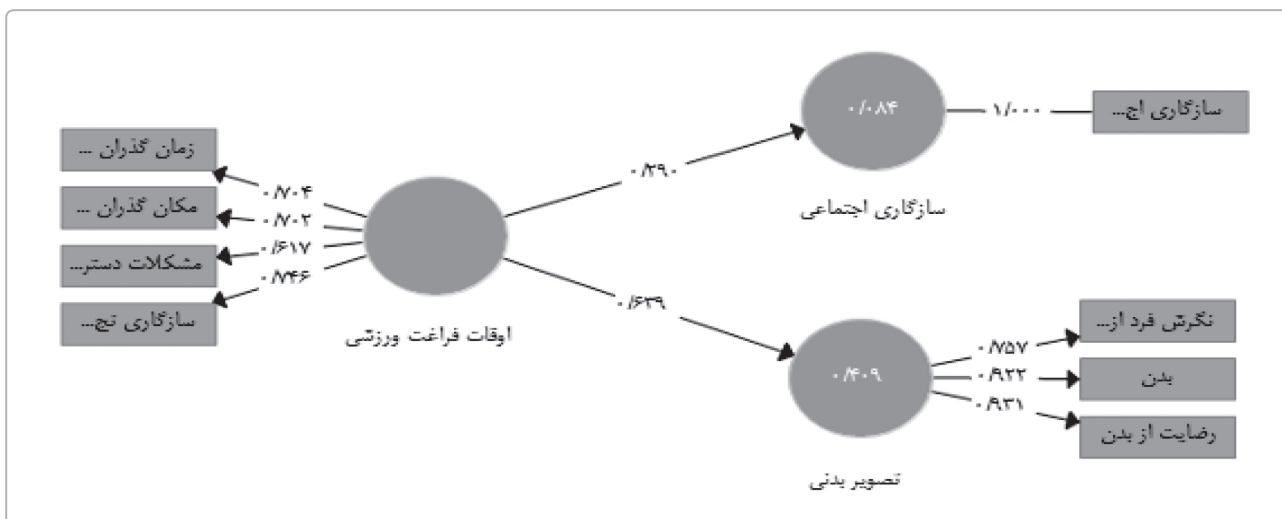 زمان گذران ...
مکان گذران ...
مشکلات دستر...
سازگاری تج...
۰/۷۰۴
۰/۷۰۲
۰/۶۱۷
۰/۷۴۶
اوقات فراغت ورزشی
۰/۲۹۰
۰/۶۳۹
۰/۰۸۴
سازگاری اجتماعی
۱/۰۰۰
سازگاری اج...
۰/۴۰۹
تصویر بدنی
۰/۷۵۷
۰/۹۲۲
۰/۹۳۱
نگرش فرد از...
بدن
رضایت از بدن